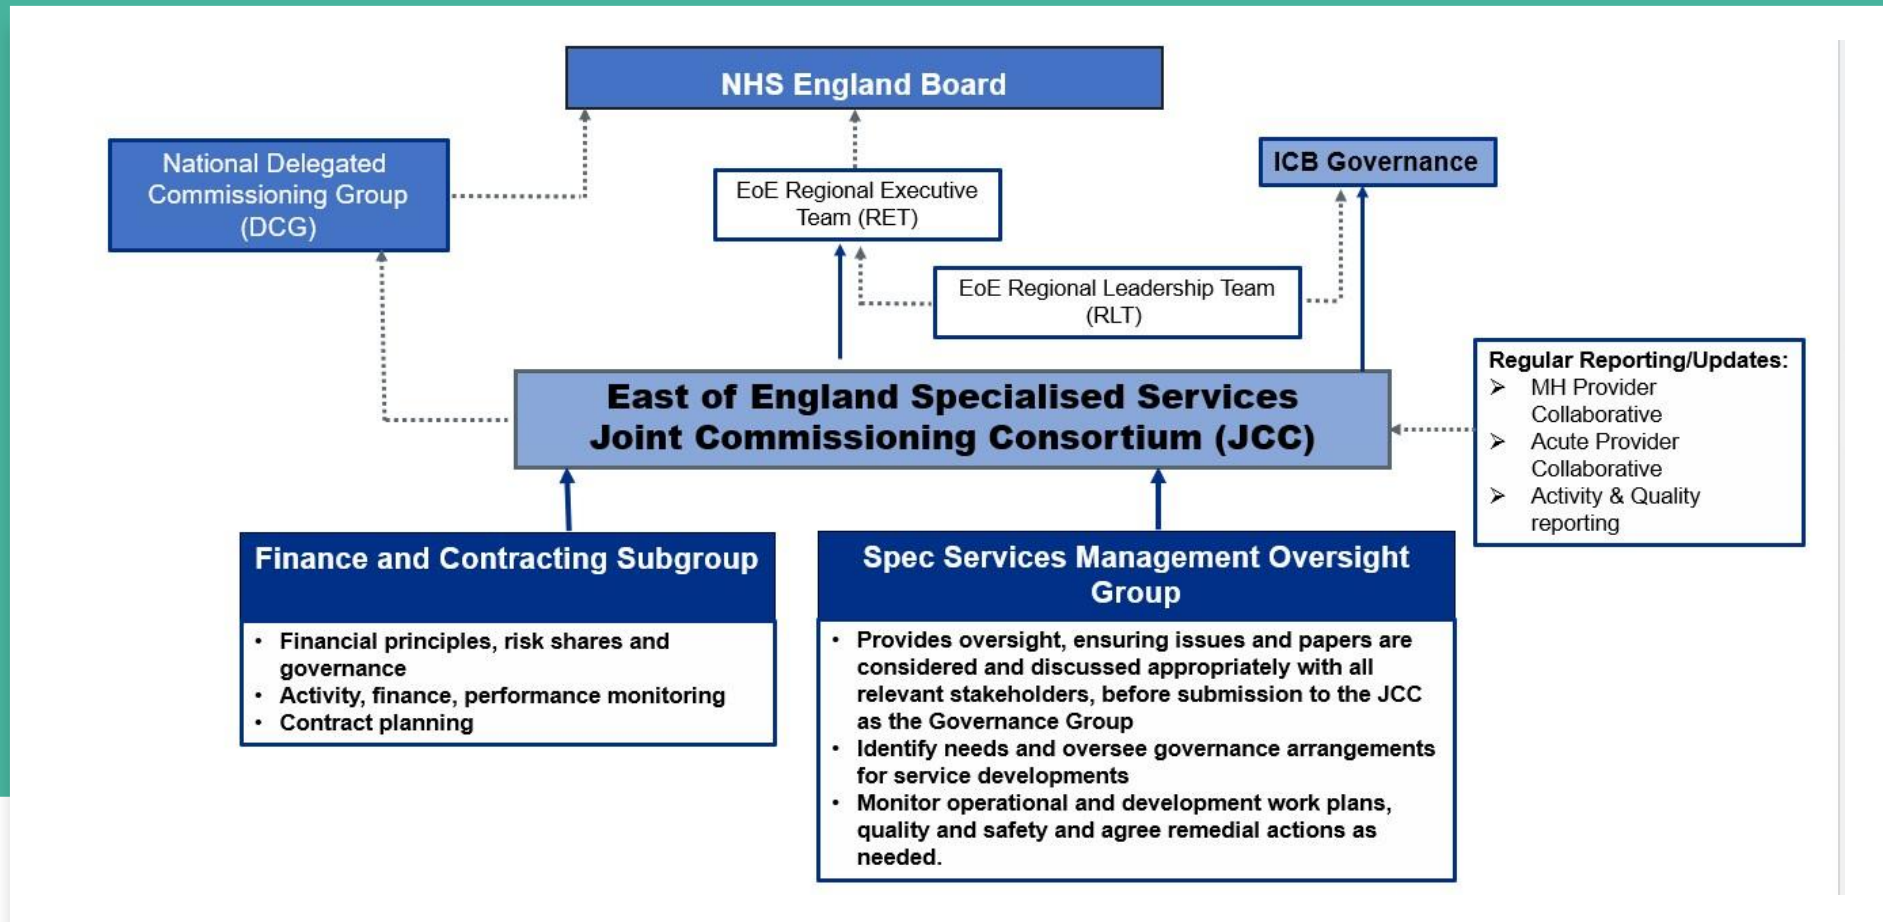 NHS England Board
National Delegated
Commissioning Group
(DCG)
ICB Governance
EoE Regional Executive
Team (RET)
EoE Regional Leadership Team
(RLT)
East of England Specialised Services
Joint Commissioning Consortium (JCC)
Regular Reporting/Updates:
➢ MH Provider
Collaborative
➢ Acute Provider
Collaborative
➢ Activity & Quality
reporting
Finance and Contracting Subgroup
• Financial principles, risk shares and
governance
• Activity, finance, performance monitoring
• Contract planning
Spec Services Management Oversight
Group
• Provides oversight, ensuring issues and papers are
considered and discussed appropriately with all
relevant stakeholders, before submission to the JCC
as the Governance Group
• Identify needs and oversee governance arrangements
for service developments
• Monitor operational and development work plans,
quality and safety and agree remedial actions as
needed.